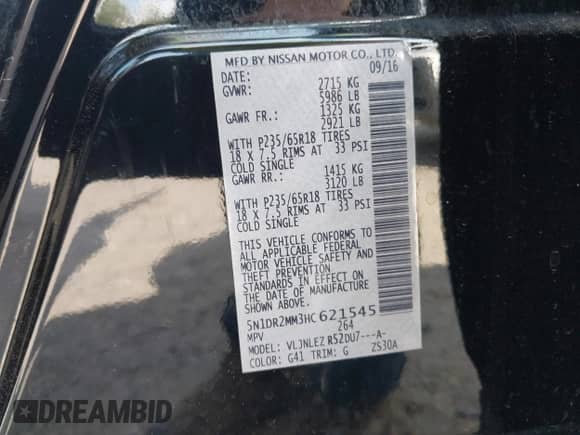 MFD BY NISSAN MOTOR CO., LTD.
DATE: 09/16
GVWR: 2715 KG
5986 LB
GAWR FR.: 1325 KG
2921 LB
WITH P235/65R18 TIRES
18 X 7.5 RIMS AT 33 PSI
COLD SINGLE
GAWR RR.: 1415 KG
3120 LB
WITH P235/65R18 TIRES
18 X 7.5 RIMS AT 33 PSI
COLD SINGLE
THIS VEHICLE CONFORMS TO
ALL APPLICABLE FEDERAL
MOTOR VEHICLE SAFETY AND
THEFT PREVENTION
STANDARDS IN EFFECT ON
THE DATE OF MANUFACTURE
SHOWN ABOVE.
5N1DR2MM3HC621545
MPV 264
MODEL: VLJNLEZ R52DU7---A-
COLOR: G41 TRIM: G ZS30A
DREAMBID